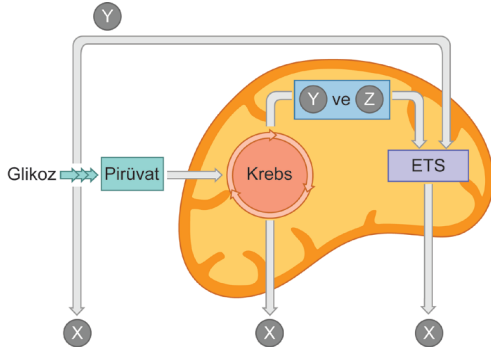 Y
Y ve Z
Glikoz
Pirüvat
Krebs
ETS
X
X
X